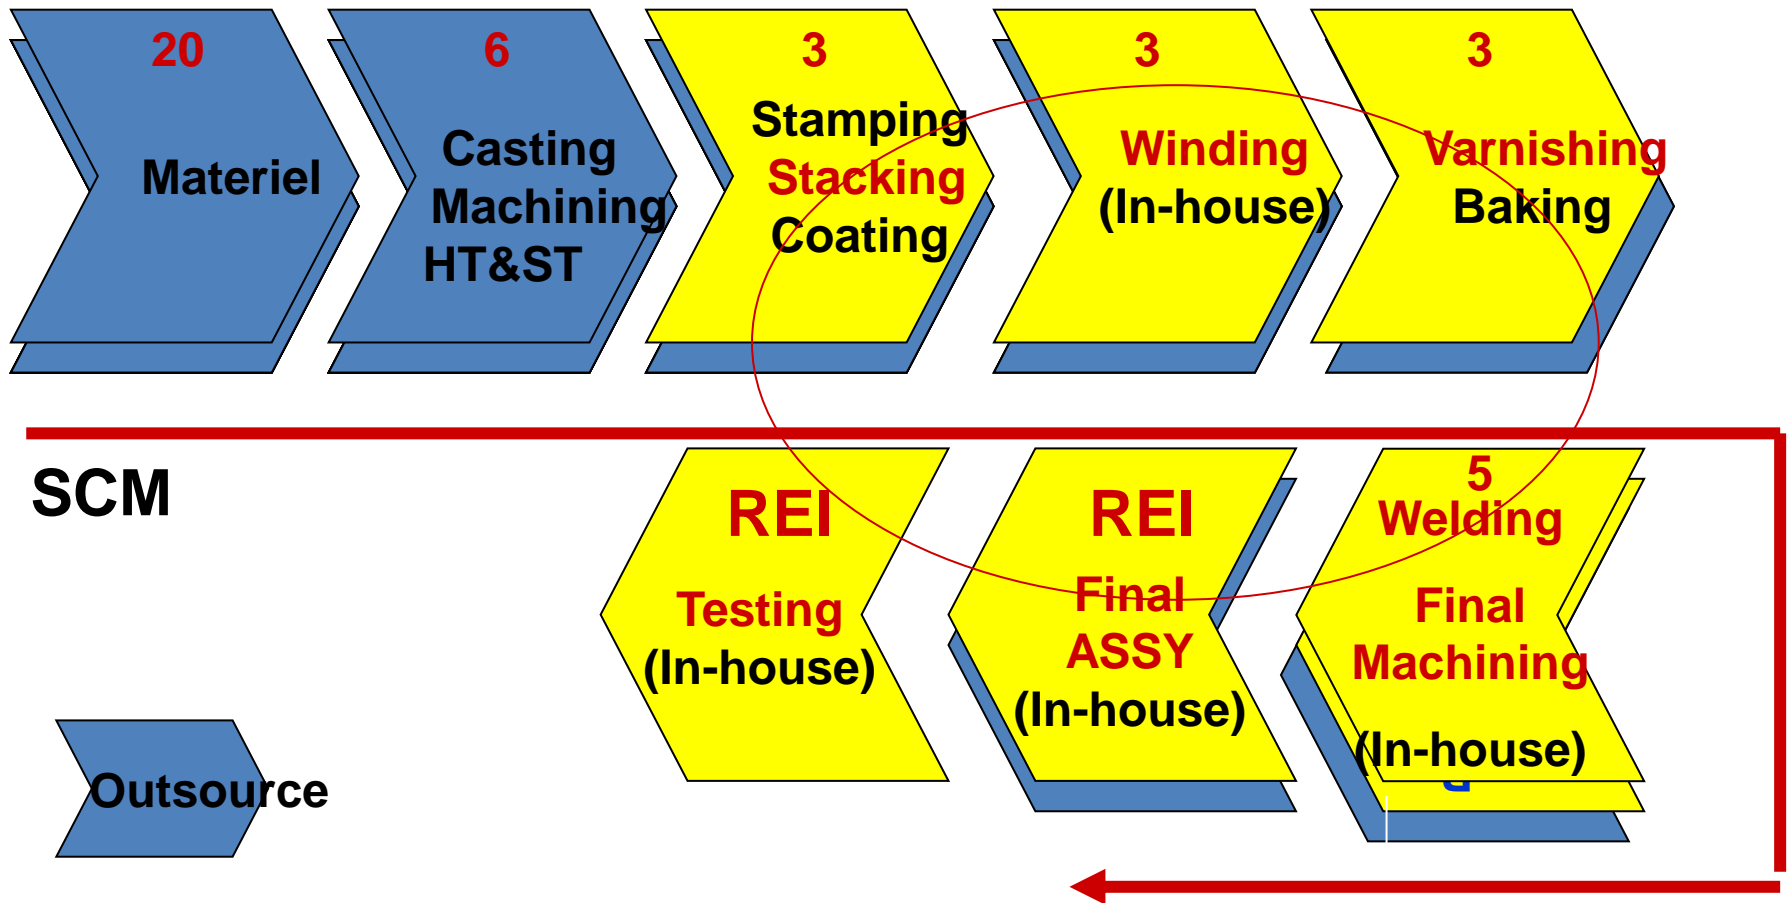 20
Materiel
6
Casting
Machining
HT&ST
3
Stamping
Stacking
Coating
3
Winding
(In-house)
3
Varnishing
Baking
SCM
REI
Testing
(In-house)
REI
Final
ASSY
(In-house)
5
Welding
Final
Machining
(In-house)
Outsource